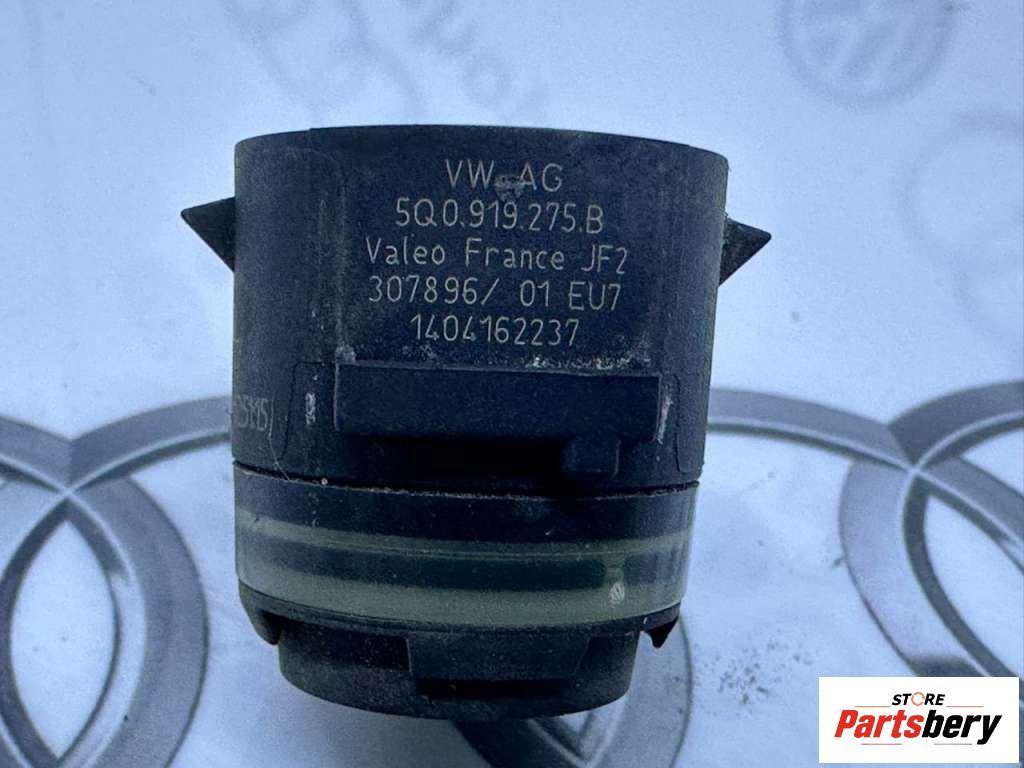 VW AG
5Q0.919.275.B
Valeo France JF2
307896/ 01 EU7
1404162237
STORE
Partsbery